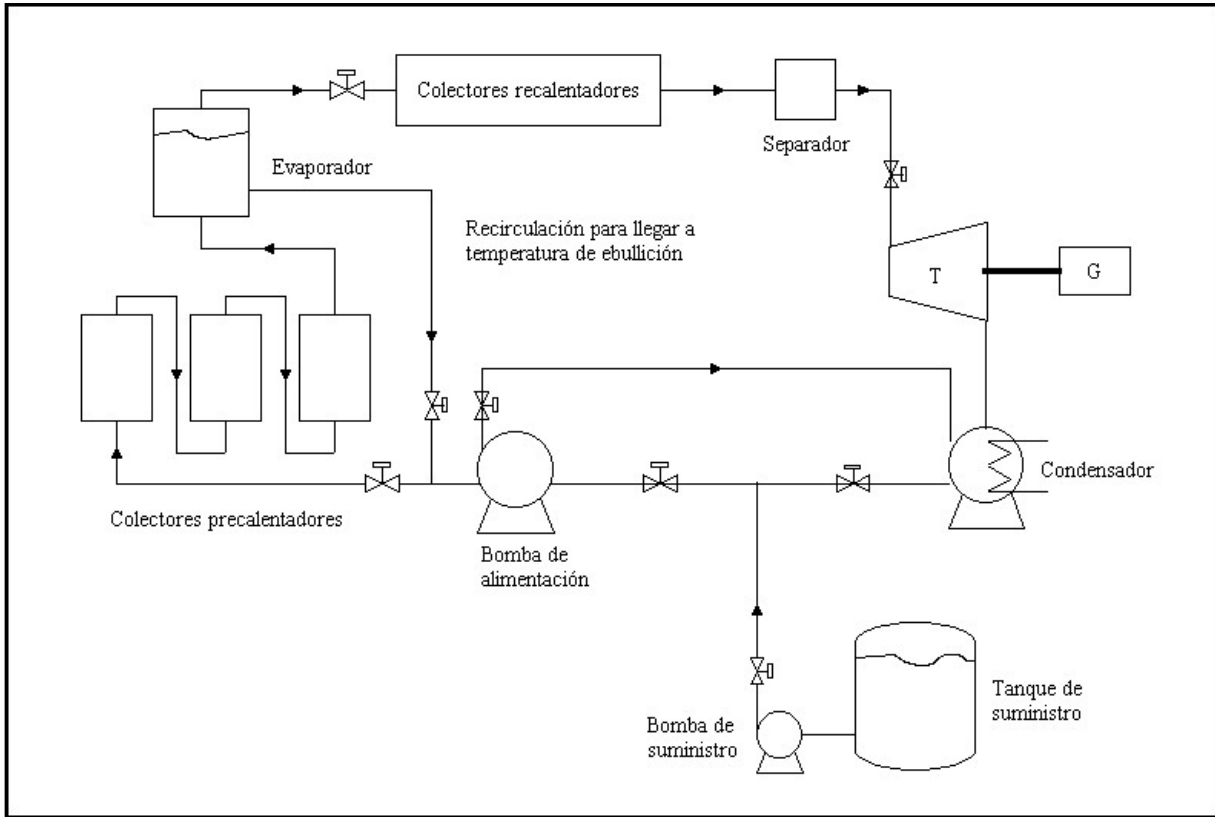 Colectores recalentadores
Separador
Evaporador
Recirculación para llegar a
temperatura de ebullición
T
G
Condensador
Colectores precalentadores
Bomba de
alimentación
Tanque de
suministro
Bomba de
suministro